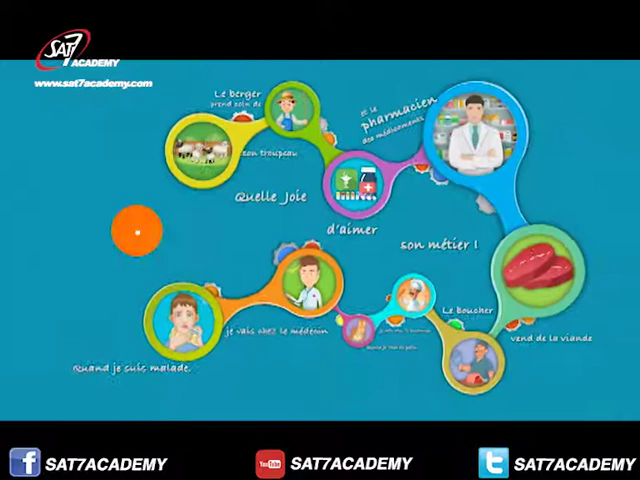 SAT7
ACADEMY
www.sat7academy.com
Le berger
prend soin de
son troupeau
et le
pharmacien
des médicaments
Quelle Joie
d'aimer
son métier !
Le Boucher
vend de la viande
je vais chez le médecin
Quand je suis malade.
SAT7ACADEMY
SAT7ACADEMY
SAT7ACADEMY